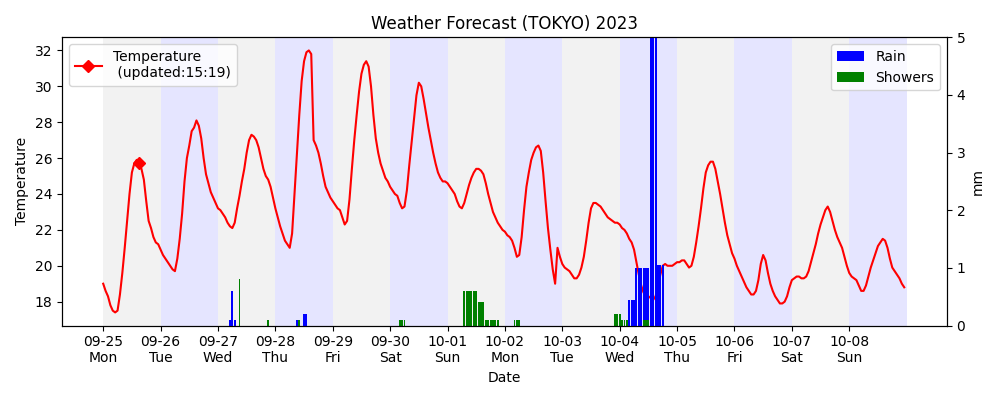 Weather Forecast (TOKYO) 2023
Temperature
(updated:15:19)
Rain
Showers
Temperature
32
30
28
26
24
22
20
18
5
4
3
2
1
0
mm
09-25 09-26 09-27 09-28 09-29 09-30 10-01 10-02 10-03 10-04 10-05 10-06 10-07 10-08
Mon Tue Wed Thu Fri Sat Sun Mon Tue Wed Thu Fri Sat Sun
Date